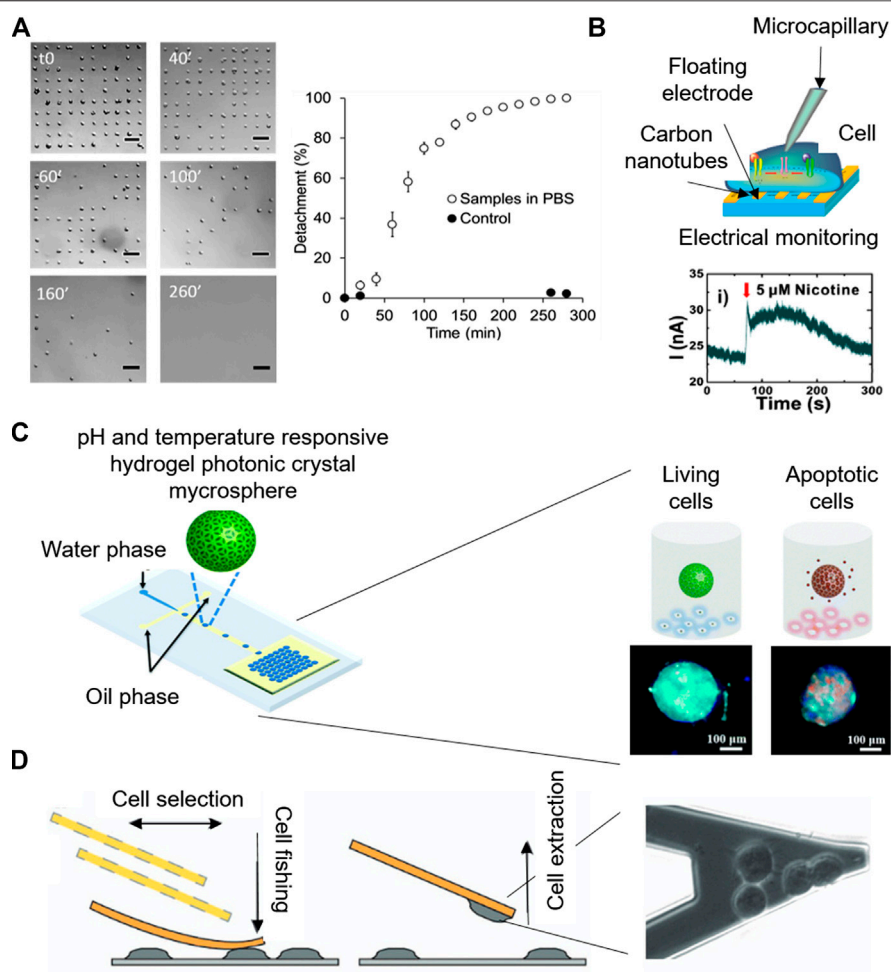 A
t0
40'
60'
100'
160'
260'
Detachmemt (%)
100
80
60
40
20
0
Samples in PBS
Control
0
50
100
150
200
250
300
Time (min)
B
Microcapillary
Floating
electrode
Carbon
nanotubes
Cell
Electrical monitoring
i)
5 µM Nicotine
I (nA)
35
30
25
20
0
100
200
300
Time (s)
C
pH and temperature responsive
hydrogel photonic crystal
mycrosphere
Water phase
Oil phase
Living
cells
Apoptotic
cells
100 µm
100 µm
D
Cell selection
Cell fishing
Cell extraction